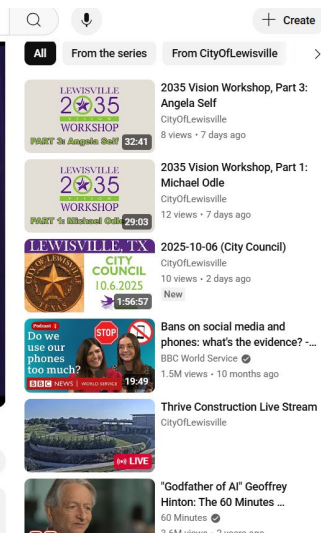 Create
All
From the series
From CityOfLewisville
LEWISVILLE
2035
WORKSHOP
PART 3: Angela Self
32:41
2035 Vision Workshop, Part 3:
Angela Self
CityOfLewisville
8 views • 7 days ago
LEWISVILLE
2035
WORKSHOP
PART 1: Michael Odle
29:03
2035 Vision Workshop, Part 1:
Michael Odle
CityOfLewisville
12 views • 7 days ago
LEWISVILLE, TX
CITY OF LEWISVILLE
TEXAS
CITY
COUNCIL
10.6.2025
1:56:57
2025-10-06 (City Council)
CityOfLewisville
10 views • 2 days ago
New
Podcast
Do we
use our
phones
too much?
STOP
BBC NEWS | WORLD SERVICE
19:49
Bans on social media and
phones: what's the evidence? -...
BBC World Service
1.5M views • 10 months ago
LIVE
Thrive Construction Live Stream
CityOfLewisville
"Godfather of AI" Geoffrey
Hinton: The 60 Minutes ...
60 Minutes